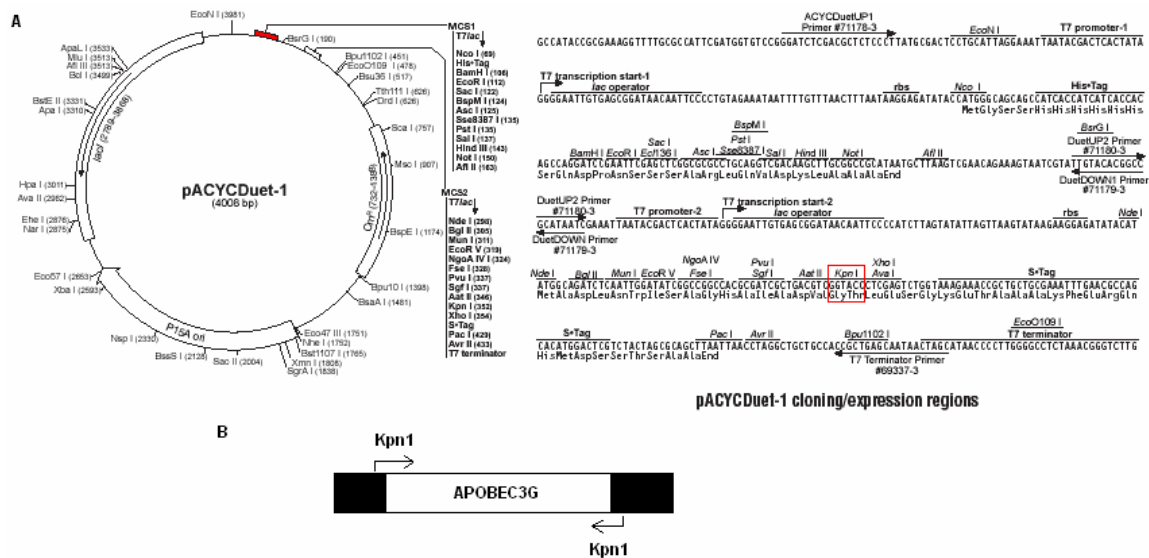 A
EcoN I (3981)
MCS1
T7lac
Nco I (69)
His•Tag
BamH I (106)
EcoR I (112)
Sac I (122)
BspM I (124)
Asc I (125)
Sse8387 I (135)
Pst I (135)
Sal I (137)
Hind III (143)
Not I (150)
Afl II (163)
BsrG I (190)
Bpu1102 I (451)
EcoO109 I (478)
Bsu36 I (517)
Tth111 I (626)
Drd I (626)
Sca I (757)
Msc I (907)
CmR (732–1388)
BspE I (1174)
Bpu10 I (1398)
BsaA I (1461)
MCS2
T7lac
Nde I (298)
Bgl II (305)
Mun I (311)
EcoR V (319)
NgoA IV I (324)
Fse I (328)
Pvu I (337)
Sgf I (337)
Aat II (346)
Kpn I (352)
Xho I (354)
S•Tag
Pac I (429)
Avr II (433)
T7 terminator
ApaL I (3533)
Mlu I (3513)
Afl III (3513)
Bcl I (3499)
BstE II (3331)
Apa I (3310)
lacI (2789–3868)
Hpa I (3011)
Ava II (2962)
Ehe I (2876)
Nar I (2875)
Eco57 I (2653)
Xba I (2593)
P15A ori
Nsp I (2330)
BssS I (2128)
Sac II (2004)
Eco47 III (1751)
Nhe I (1752)
Bst1107 I (1765)
Xmn I (1808)
SgrA I (1838)
pACYCDuet-1
(4008 bp)
ACYCDuetUP1
Primer #71178-3
EcoN I
T7 promoter-1
GCCATACCGCGAAAGGTTTTGCGCCATTCGATGGTGTCCGGGATCTCGACGCTCTCCCTTATGCGACTCCTGCATTAGGAAATTAATACGACTCACTATA
T7 transcription start-1
lac operator
rbs
Nco I
His•Tag
GGGGAATTGTGAGCGGATAACAATTCCCCTGTAGAAATAATTTTGTTTAACTTTAATAAGGAGATATACCATGGGCAGCAGCCATCACCATCATCACCAC
MetGlySerSerHisHisHisHisHisHis
BamH I
EcoR I
Sac I
Ecl136 I
Asc I
BspM I
Pst I
Sse8387 I
Sal I
Hind III
Not I
Afl II
BsrG I
DuetUP2 Primer
#71180-3
AGCCAGGATCCGAATTCGAGCTCGGCGCGCCTGCAGGTCGACAAGCTTGCGGCCGCATAATGCTTAAGTCGAACAGAAAGTAATCGTATTGTACACGGCC
SerGlnAspProAsnSerSerSerAlaArgLeuGlnValAspLysLeuAlaAlaAlaEnd
DuetDOWN1 Primer
#71179-3
DuetUP2 Primer
#71180-3
T7 promoter-2
T7 transcription start-2
lac operator
rbs
Nde I
GCATAATCGAAATTAATACGACTCACTATAGGGGAATTGTGAGCGGATAACAATTCCCCATCTTAGTATATTAGTTAAGTATAAGAAGGAGATATACAT
DuetDOWN Primer
#71179-3
Nde I
Bgl II
Mun I
EcoR V
NgoA IV
Fse I
Pvu I
Sgf I
Aat II
Kpn I
Xho I
Ava I
S•Tag
ATGGCAGATCTCAATTGGATATCGGCCGGCCACGCGATCGCTGACGTCGGTACCCTCGAGTCTGGTAAAGAAACCGCTGCTGCGAAATTTGAACGCCAG
MetAlaAspLeuAsnTrpIleSerAlaGlyHisAlaIleAlaAspValGlyThrLeuGluSerGlyLysGluThrAlaAlaAlaLysPheGluArgGln
S•Tag
Pac I
Avr II
Bpu1102 I
EcoO109 I
T7 terminator
CACATGGACTCGTCTACTAGCGCAGCTTAATTAACCTAGGCTGCTGCCACCGCTGAGCAATAACTAGCATAACCCCTTGGGGCCTCTAAACGGGTCTTG
HisMetAspSerSerThrSerAlaAlaEnd
T7 Terminator Primer
#69337-3
pACYCDuet-1 cloning/expression regions
B
Kpn1
APOBEC3G
Kpn1